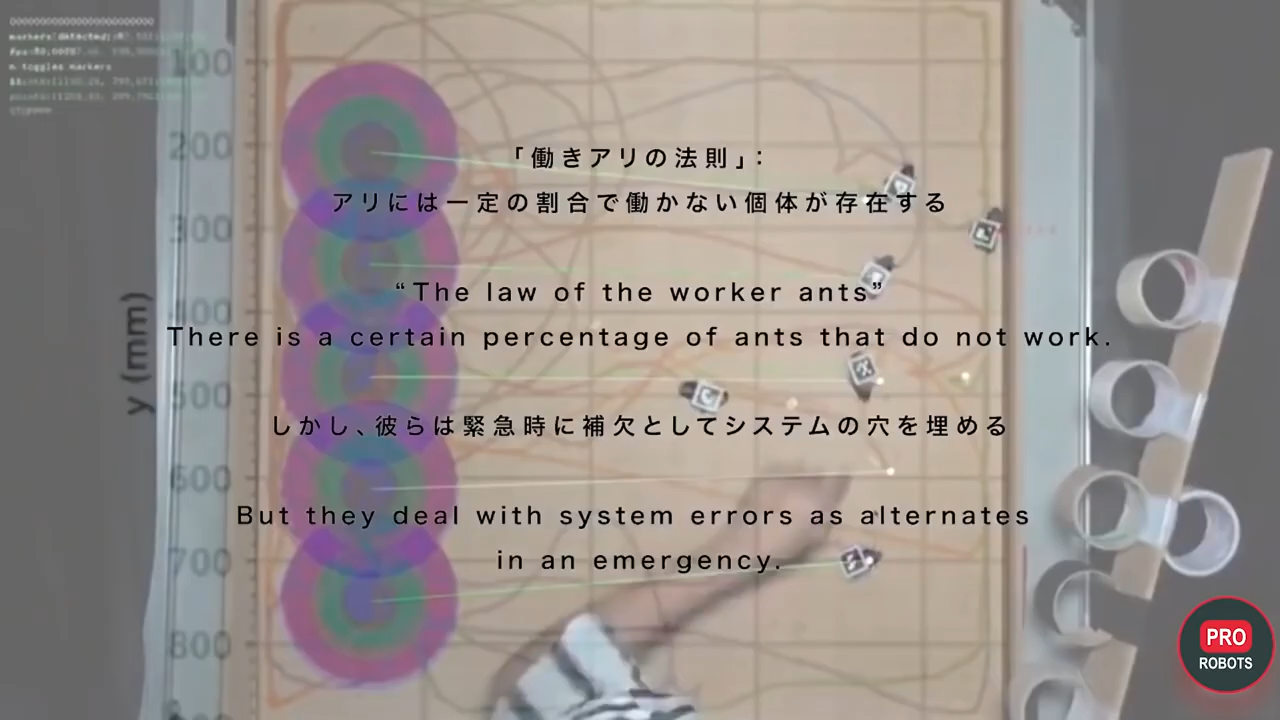 markers detected:
m toggles markers
100
200
300
400
500
600
700
800
y (mm)
「働きアリの法則」：
アリには一定の割合で働かない個体が存在する
“The law of the worker ants”
There is a certain percentage of ants that do not work.
しかし、彼らは緊急時に補欠としてシステムの穴を埋める
But they deal with system errors as alternates
in an emergency.
PRO
ROBOTS